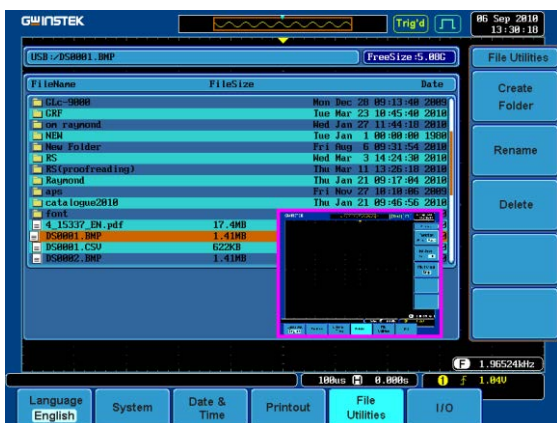 GWINSTEK
Trig'd
06 Sep 2010
13:30:18
USB:/DS0001.BMP
FreeSize:5.08G
File Utilities
FileName FileSize Date
GLc-9000 Mon Dec 28 09:13:40 2009
GRF Tue Mar 23 10:45:40 2010
om raymond Wed Jan 27 11:44:18 2010
NEW Tue Jan 1 00:00:00 1980
New Folder Fri Aug 6 09:31:54 2010
RS Wed Mar 3 14:24:30 2010
RS(proofreading) Thu Mar 11 13:26:18 2010
Raymond Thu Jan 21 09:17:04 2010
aps Fri Nov 27 10:10:06 2009
catalogue2010 Thu Jan 21 09:46:56 2010
font
4_15337_EN.pdf 17.4MB
DS0001.BMP 1.41MB
DS0001.CSV 622KB
DS0002.BMP 1.41MB
Create
Folder
Rename
Delete
F 1.96524kHz
100us H 0.000s 1 1.04V
Language
English
System
Date &
Time
Printout
File
Utilities
I/O